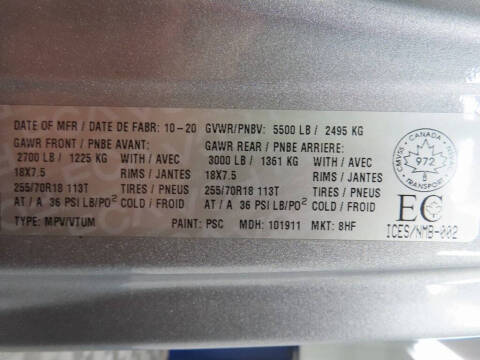 DATE OF MFR / DATE DE FABR: 10-20 GVWR/PNBV: 5500 LB / 2495 KG
GAWR FRONT / PNBE AVANT: GAWR REAR / PNBE ARRIERE:
2700 LB / 1225 KG WITH / AVEC 3000 LB / 1361 KG WITH / AVEC
18X7.5 RIMS / JANTES 18X7.5 RIMS / JANTES
255/70R18 113T TIRES / PNEUS 255/70R18 113T TIRES / PNEUS
AT / A 36 PSI LB/PO² COLD / FROID AT / A 36 PSI LB/PO² COLD / FROID
TYPE: MPV/VTUM PAINT: PSC MDH: 101911 MKT: 8HF
CANADA
CMVSS NSVAC
972
8
TRANSPORT
EC
ICES/NMB-002